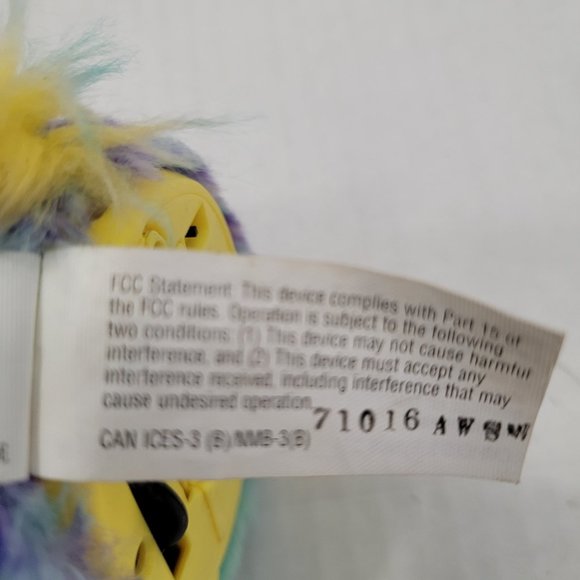 FCC Statement. This device complies with Part 15 of
the FCC rules. Operation is subject to the following
two conditions: (1) This device may not cause harmful
interference, and (2) This device must accept any
interference received, including interference that may
cause undesired operation.
71016 AW
CAN ICES-3 (B)/NMB-3(B)